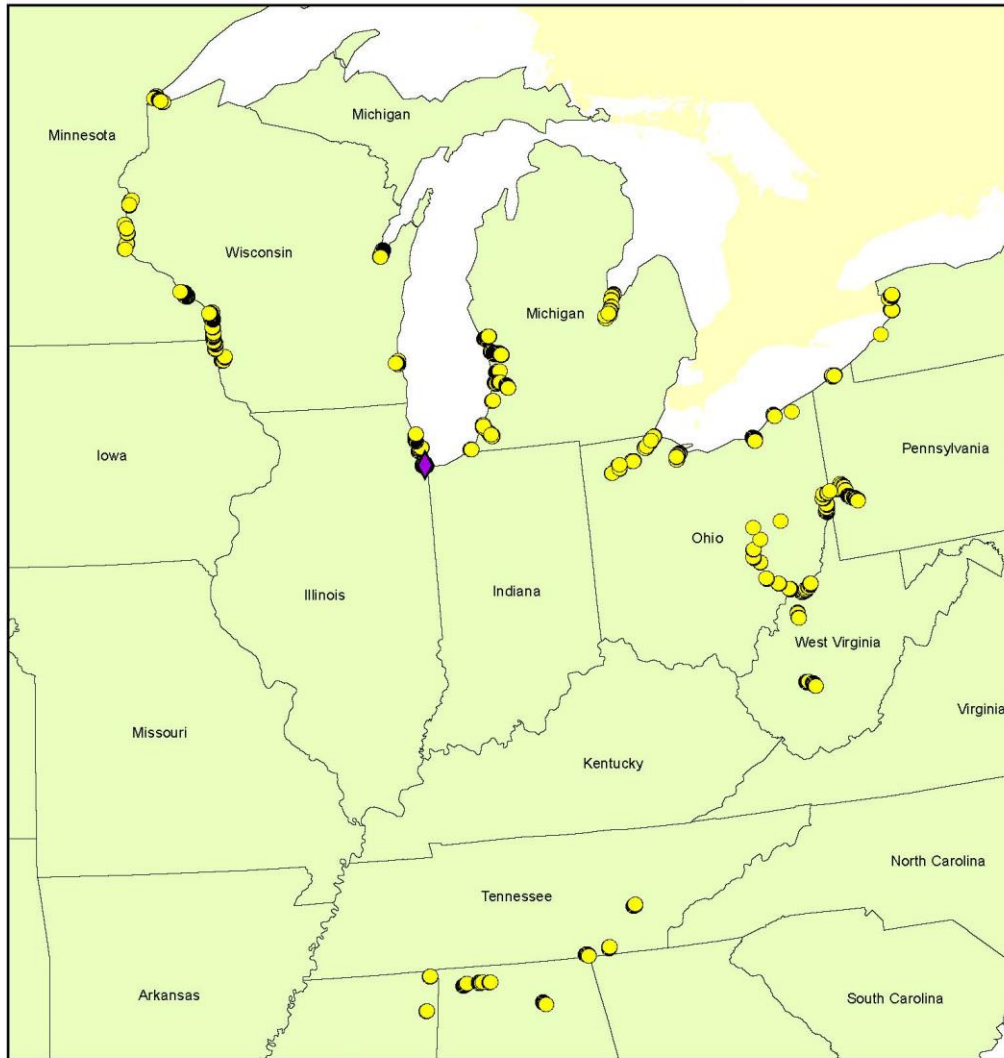 Michigan
Minnesota
Wisconsin
Michigan
Iowa
Pennsylvania
Ohio
Illinois
Indiana
West Virginia
Missouri
Virginia
Kentucky
North Carolina
Tennessee
Arkansas
South Carolina